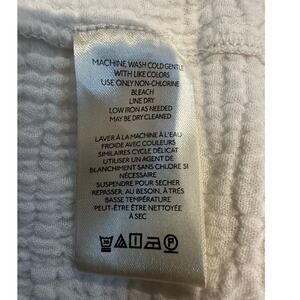 MACHINE WASH COLD GENTLE
WITH LIKE COLORS
USE ONLY NON-CHLORINE
BLEACH
LINE DRY
LOW IRON AS NEEDED
MAY BE DRY CLEANED
LAVER À LA MACHINE À L'EAU
FROIDE AVEC COULEURS
SIMILAIRES CYCLE DÉLICAT
UTILISER UN AGENT DE
BLANCHIMENT SANS CHLORE SI
NÉCESSAIRE
SUSPENDRE POUR SÉCHER
REPASSER, AU BESOIN, À TRÈS
BASSE TEMPÉRATURE
PEUT-ÊTRE ÊTRE NETTOYÉE
À SEC